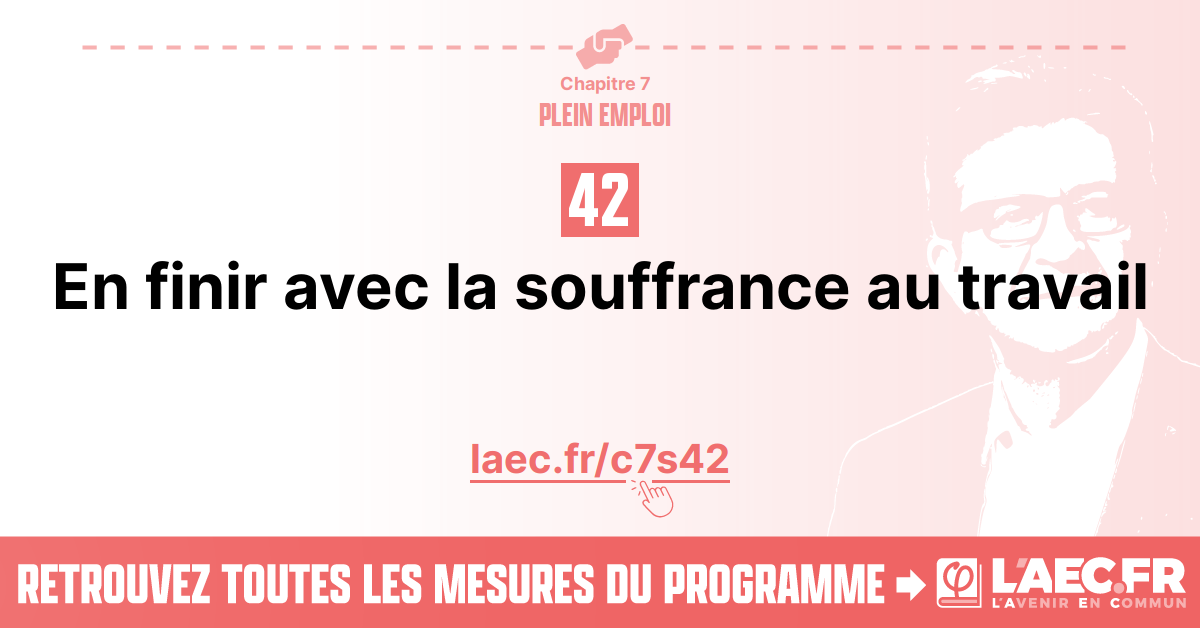 Chapitre 7
PLEIN EMPLOI
42
En finir avec la souffrance au travail
laec.fr/c7s42
RETROUVEZ TOUTES LES MESURES DU PROGRAMME
L'AEC.FR
L'AVENIR EN COMMUN